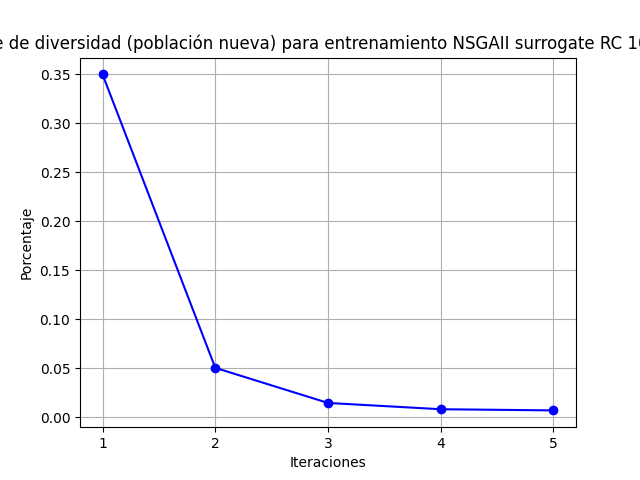 de diversidad (población nueva) para entrenamiento NSGAII surrogate RC
0.35
0.30
0.25
0.20
0.15
0.10
0.05
0.00
Porcentaje
1 2 3 4 5
Iteraciones